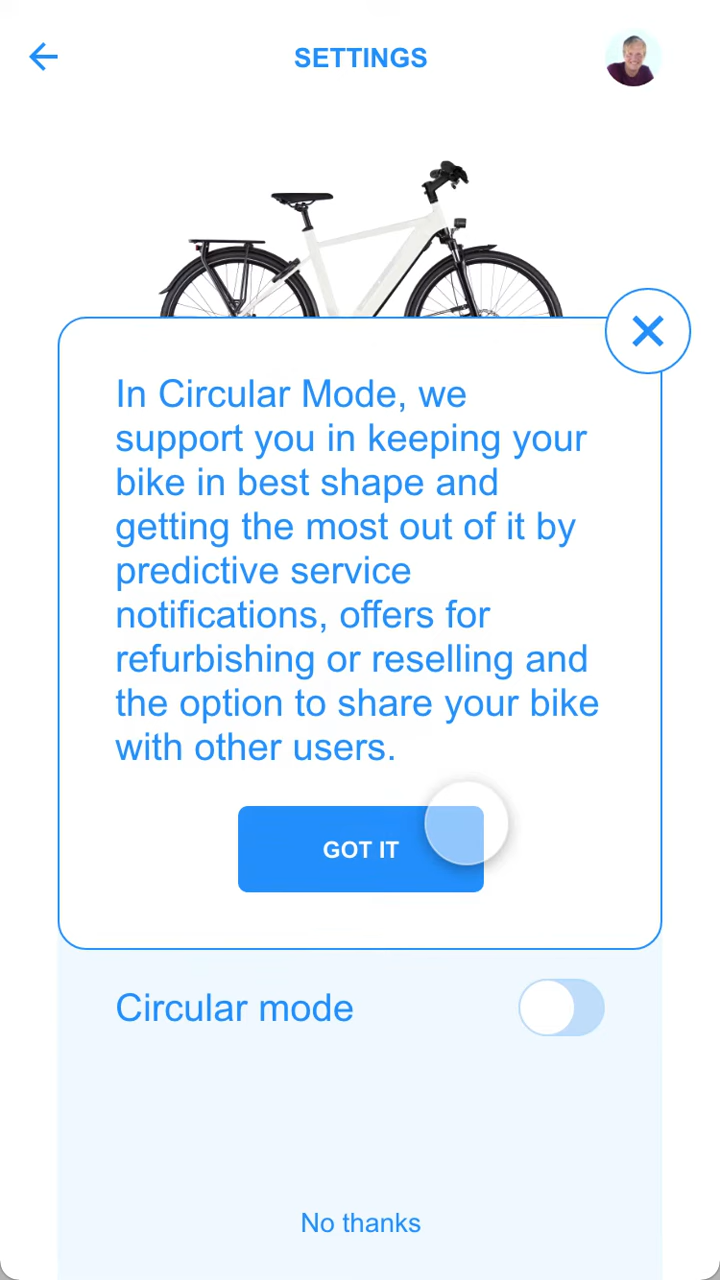 SETTINGS
In Circular Mode, we
support you in keeping your
bike in best shape and
getting the most out of it by
predictive service
notifications, offers for
refurbishing or reselling and
the option to share your bike
with other users.
GOT IT
Circular mode
No thanks